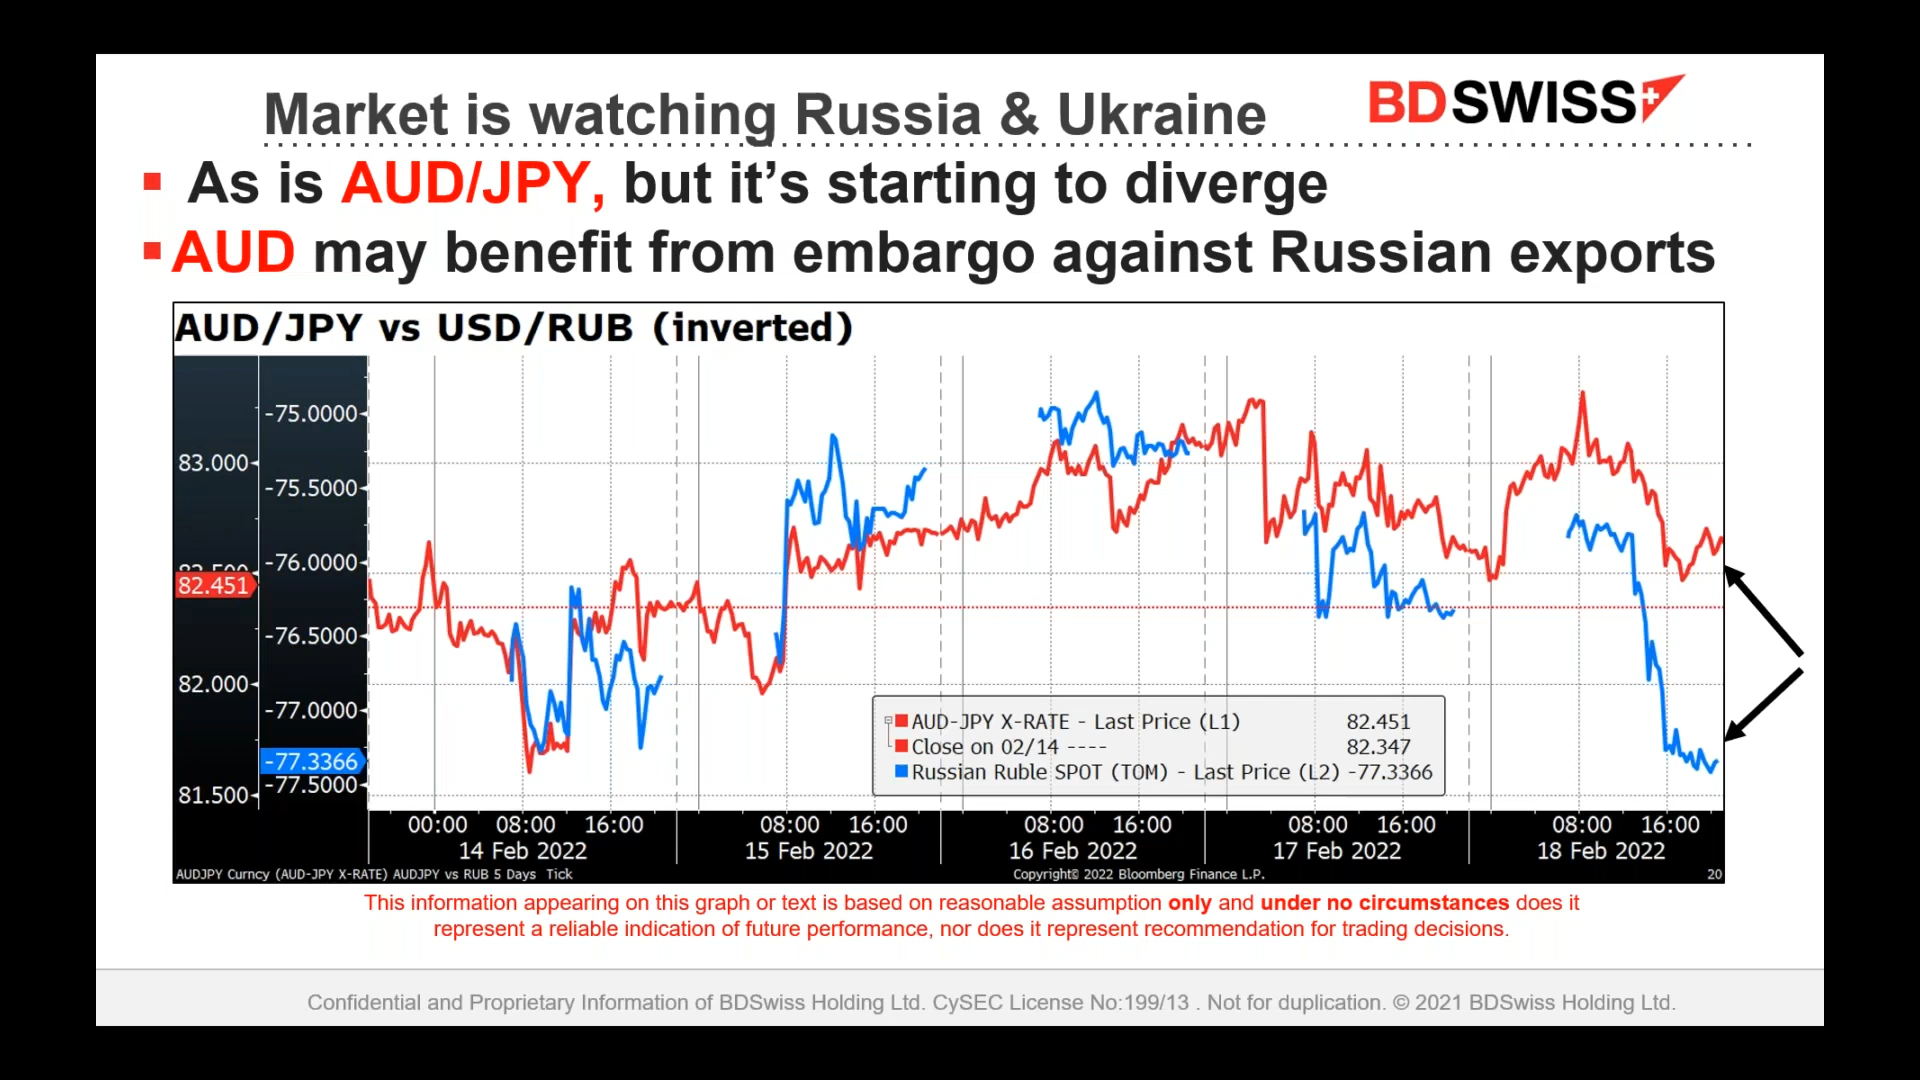 Market is watching Russia & Ukraine
BDSWISS
▪ As is AUD/JPY, but it’s starting to diverge
▪ AUD may benefit from embargo against Russian exports
AUD/JPY vs USD/RUB (inverted)
-75.0000
83.000
-75.5000
-76.0000
82.500
82.451
-76.5000
82.000
-77.0000
-77.3366
-77.5000
81.500
AUD-JPY X-RATE - Last Price (L1) 82.451
Close on 02/14 ---- 82.347
Russian Ruble SPOT (TOM) - Last Price (L2) -77.3366
00:00 08:00 16:00 08:00 16:00 08:00 16:00 08:00 16:00 08:00 16:00
14 Feb 2022 15 Feb 2022 16 Feb 2022 17 Feb 2022 18 Feb 2022
AUDJPY Curncy (AUD-JPY X-RATE) AUDJPY vs RUB 5 Days Tick Copyright© 2022 Bloomberg Finance L.P. 20
This information appearing on this graph or text is based on reasonable assumption only and under no circumstances does it
represent a reliable indication of future performance, nor does it represent recommendation for trading decisions.
Confidential and Proprietary Information of BDSwiss Holding Ltd. CySEC License No:199/13 . Not for duplication. © 2021 BDSwiss Holding Ltd.